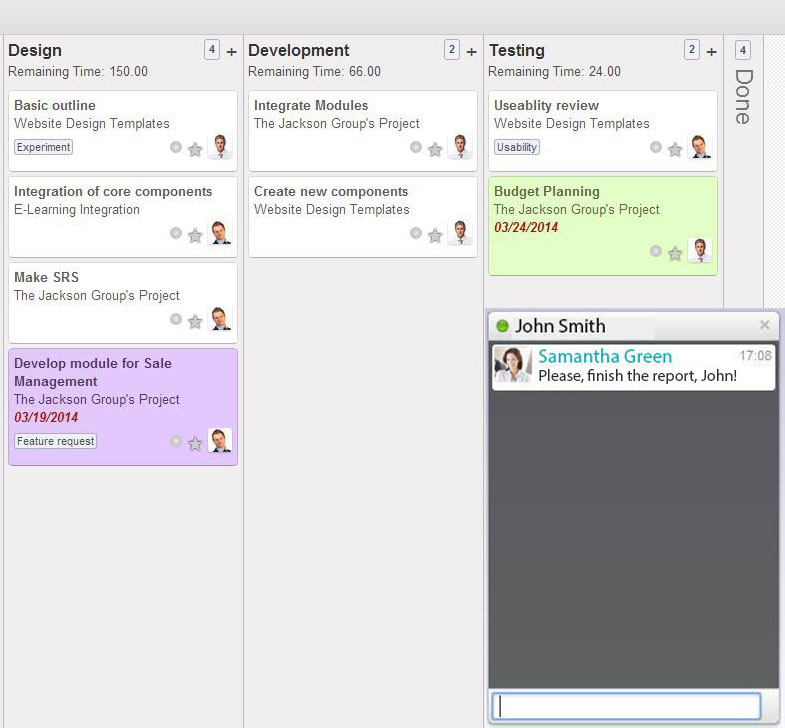 Design 4 +
Remaining Time: 150.00
Basic outline
Website Design Templates
Experiment
Integration of core components
E-Learning Integration
Make SRS
The Jackson Group's Project
Develop module for Sale
Management
The Jackson Group's Project
03/19/2014
Feature request
Development 2 +
Remaining Time: 66.00
Integrate Modules
The Jackson Group's Project
Create new components
Website Design Templates
Testing 2 +
Remaining Time: 24.00
Useablity review
Website Design Templates
Usability
Budget Planning
The Jackson Group's Project
03/24/2014
4
Done
John Smith ×
Samantha Green 17:08
Please, finish the report, John!